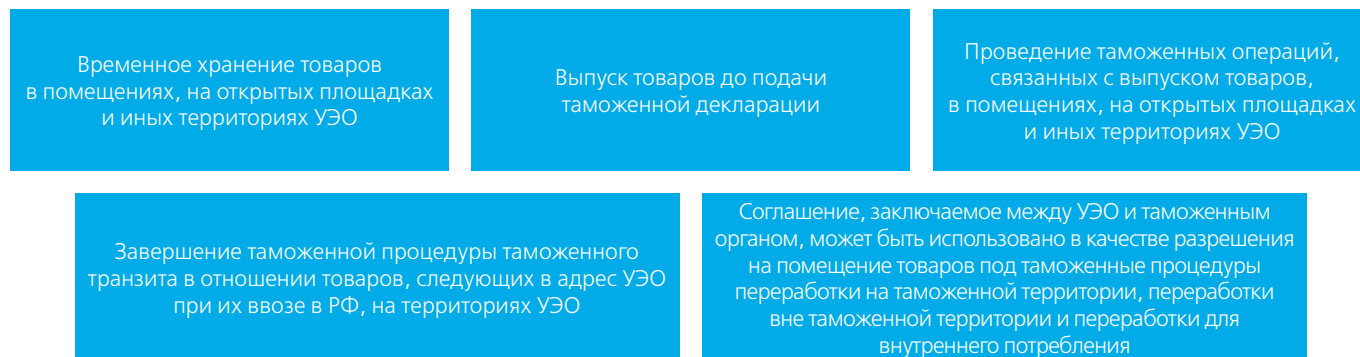 Временное хранение товаров
в помещениях, на открытых площадках
и иных территориях УЭО
Выпуск товаров до подачи
таможенной декларации
Проведение таможенных операций,
связанных с выпуском товаров,
в помещениях, на открытых площадках
и иных территориях УЭО
Завершение таможенной процедуры таможенного
транзита в отношении товаров, следующих в адрес УЭО
при их ввозе в РФ, на территориях УЭО
Соглашение, заключаемое между УЭО и таможенным
органом, может быть использовано в качестве разрешения
на помещение товаров под таможенные процедуры
переработки на таможенной территории, переработки
вне таможенной территории и переработки для
внутреннего потребления